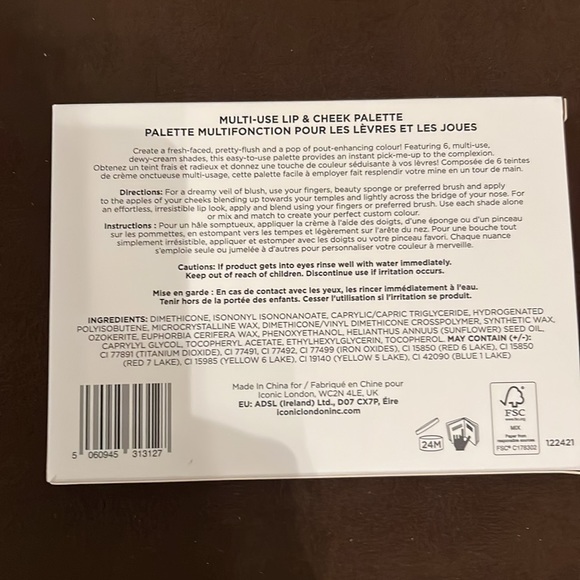 MULTI-USE LIP & CHEEK PALETTE
PALETTE MULTIFONCTION POUR LES LÈVRES ET LES JOUES
Create a fresh-faced, pretty-flush and a pop of pout-enhancing colour! Featuring 6, multi-use,
dewy-cream shades, this easy-to-use palette provides an instant pick-me-up to the complexion.
Obtenez un teint frais et radieux et donnez une touche de couleur séduisante à vos lèvres! Composée de 6 teintes
de crème onctueuse multi-usage, cette palette facile à employer fait resplendir votre mine en un tour de main.
Directions: For a dreamy veil of blush, use your fingers, beauty sponge or preferred brush and apply
to the apples of your cheeks blending up towards your temples and lightly across the bridge of your nose. For
an effortless, irresistible lip look, apply and blend using your fingers or preferred brush. Use each shade alone
or mix and match to create your perfect custom colour.
Instructions : Pour un hâle somptueux, appliquer la crème à l'aide des doigts, d'une éponge ou d'un pinceau
sur les pommettes, en estompant vers les tempes et légèrement sur l'arête du nez. Pour une bouche tout
simplement irrésistible, appliquer et estomper avec les doigts ou votre pinceau favori. Chaque nuance
s'emploie seule ou jumelée à d'autres pour personnaliser votre couleur à merveille.
Cautions: If product gets into eyes rinse well with water immediately.
Keep out of reach of children. Discontinue use if irritation occurs.
Mise en garde : En cas de contact avec les yeux, les rincer immédiatement à l'eau.
Tenir hors de la portée des enfants. Cesser l'utilisation si l'irritation se produit.
INGREDIENTS: DIMETHICONE, ISONONYL ISONONANOATE, CAPRYLIC/CAPRIC TRIGLYCERIDE, HYDROGENATED
POLYISOBUTENE, MICROCRYSTALLINE WAX, DIMETHICONE/VINYL DIMETHICONE CROSSPOLYMER, SYNTHETIC WAX,
OZOKERITE, EUPHORBIA CERIFERA WAX, PHENOXYETHANOL, HELIANTHUS ANNUUS (SUNFLOWER) SEED OIL,
CAPRYLYL GLYCOL, TOCOPHERYL ACETATE, ETHYLHEXYLGLYCERIN, TOCOPHEROL. MAY CONTAIN (+/-):
CI 77891 (TITANIUM DIOXIDE), CI 77491, CI 77492, CI 77499 (IRON OXIDES), CI 15850 (RED 6 LAKE), CI 15850
(RED 7 LAKE), CI 15985 (YELLOW 6 LAKE), CI 19140 (YELLOW 5 LAKE), CI 42090 (BLUE 1 LAKE)
Made in China for / Fabriqué en Chine pour
Iconic London, WC2N 4LE, UK
EU: ADSL (Ireland) Ltd., D07 CX7P, Éire
iconiclondoninc.com
5 060945 313127
24M
FSC
www.fsc.org
MIX
Paper from
responsible sources
FSC® C178302
122421